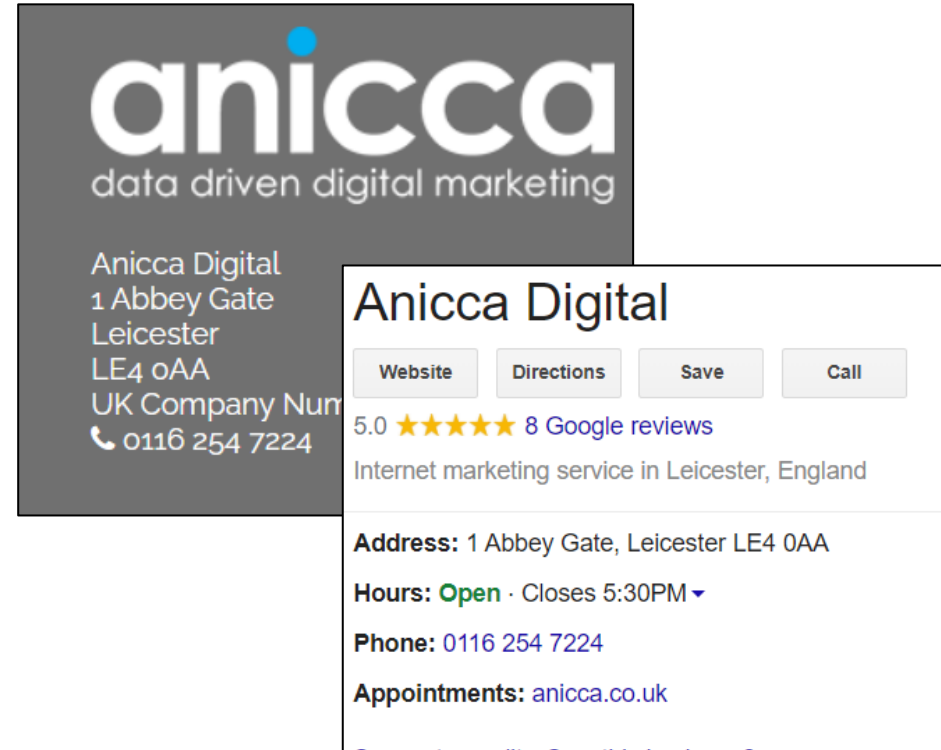 anicca
data driven digital marketing
Anicca Digital
1 Abbey Gate
Leicester
LE4 0AA
UK Company
0116 254 7224
Anicca Digital
Website Directions Save Call
5.0 ★★★★★ 8 Google reviews
Internet marketing service in Leicester, England
Address: 1 Abbey Gate, Leicester LE4 0AA
Hours: Open · Closes 5:30PM
Phone: 0116 254 7224
Appointments: anicca.co.uk